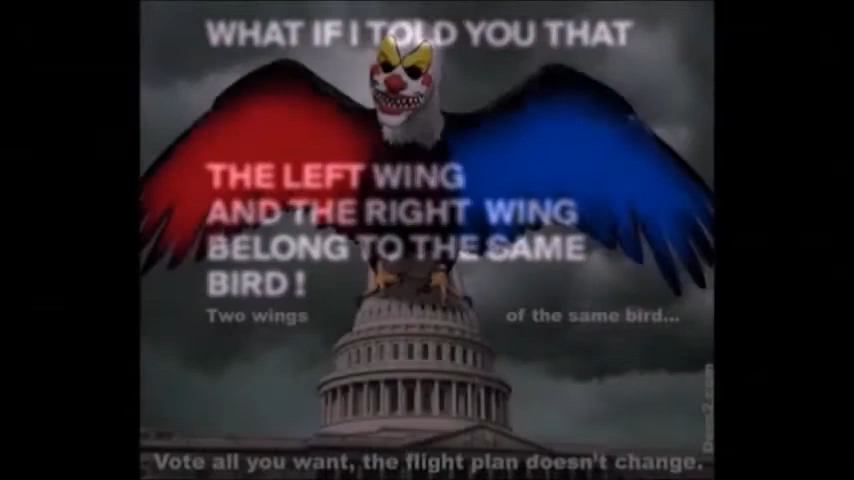 WHAT IF I TOLD YOU THAT
THE LEFT WING
AND THE RIGHT WING
BELONG TO THE SAME
BIRD!
Two wings of the same bird...
Vote all you want, the flight plan doesn't change.